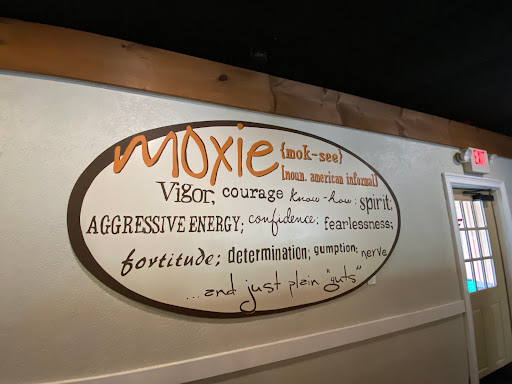 moxie {mok-see}
[noun. american informal]
Vigor, courage know-how; spirit;
AGGRESSIVE ENERGY; confidence; fearlessness;
fortitude; determination; gumption; nerve
...and just plain "guts"
EXIT